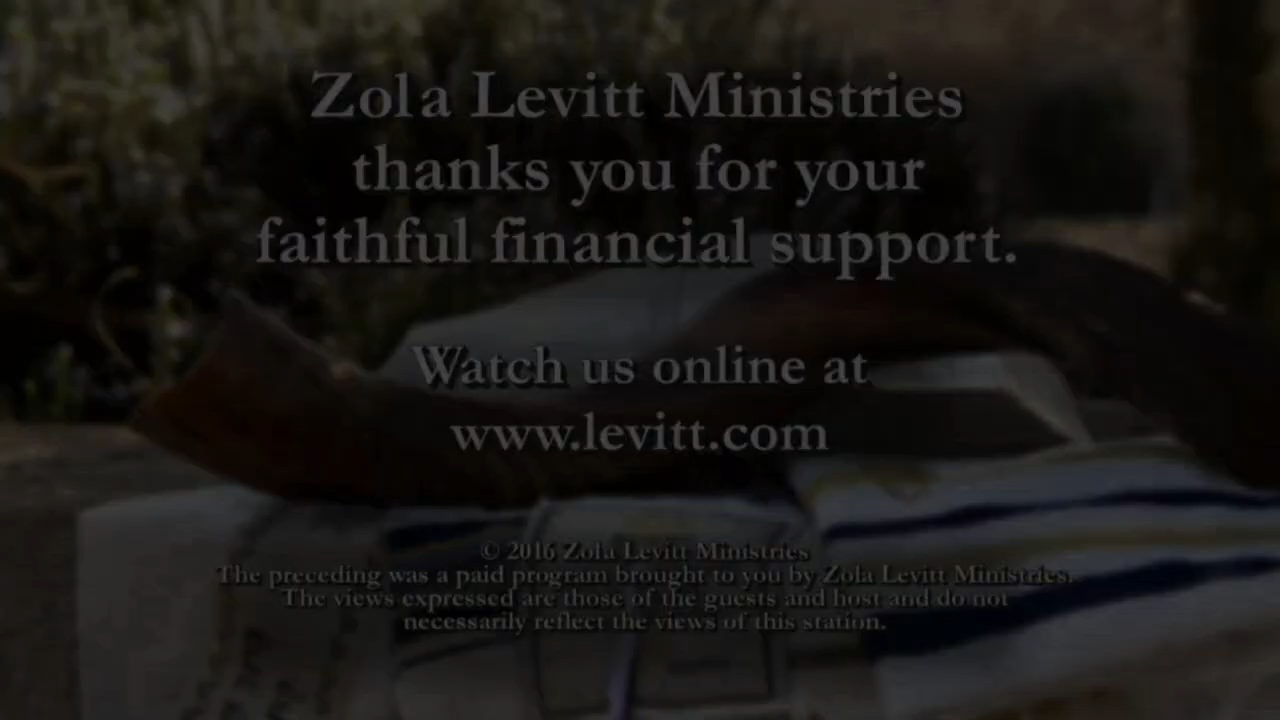 Zola Levitt Ministries
thanks you for your
faithful financial support.
Watch us online at
www.levitt.com
© 2016 Zola Levitt Ministries
The preceding was a paid program brought to you by Zola Levitt Ministries.
The views expressed are those of the guests and host and do not
necessarily reflect the views of this station.